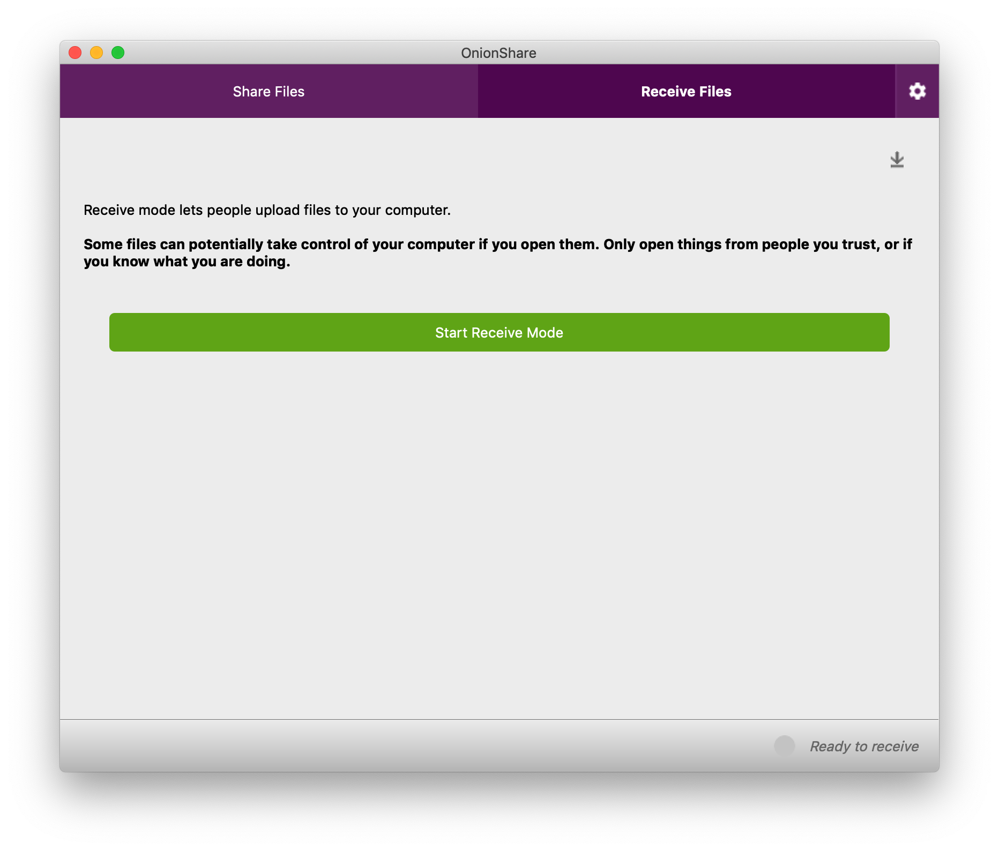 OnionShare
Share Files
Receive Files
Receive mode lets people upload files to your computer.
Some files can potentially take control of your computer if you open them. Only open things from people you trust, or if
you know what you are doing.
Start Receive Mode
Ready to receive